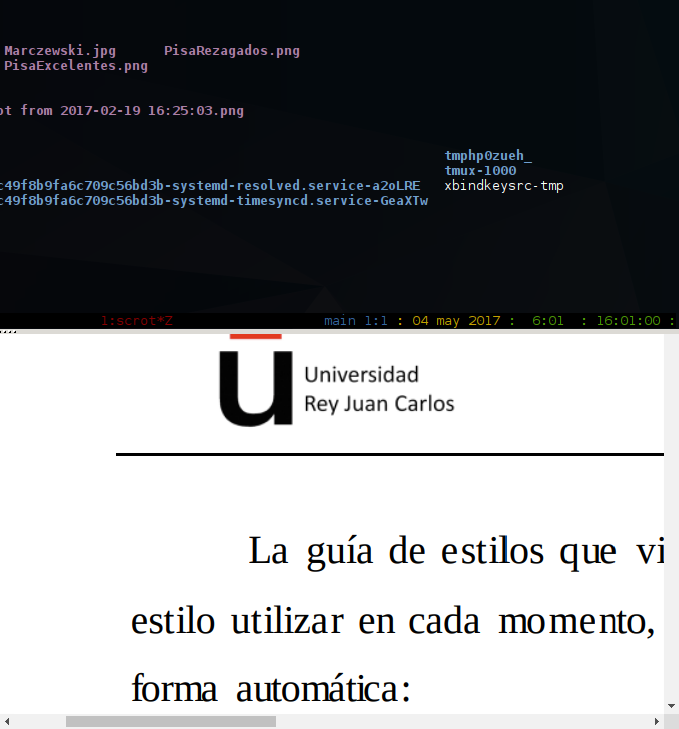 Marczewski.jpg PisaRezagados.png
PisaExcelentes.png
ot from 2017-02-19 16:25:03.png
tmphp0zueh_
tmux-1000
c49f8b9fa6c709c56bd3b-systemd-resolved.service-a2oLRE xbindkeysrc-tmp
c49f8b9fa6c709c56bd3b-systemd-timesyncd.service-GeaXTw
1:scrot*Z main 1:1 : 04 may 2017 : 6:01 : 16:01:00 :
u Universidad
Rey Juan Carlos
La guía de estilos que vi
estilo utilizar en cada momento,
forma automática: